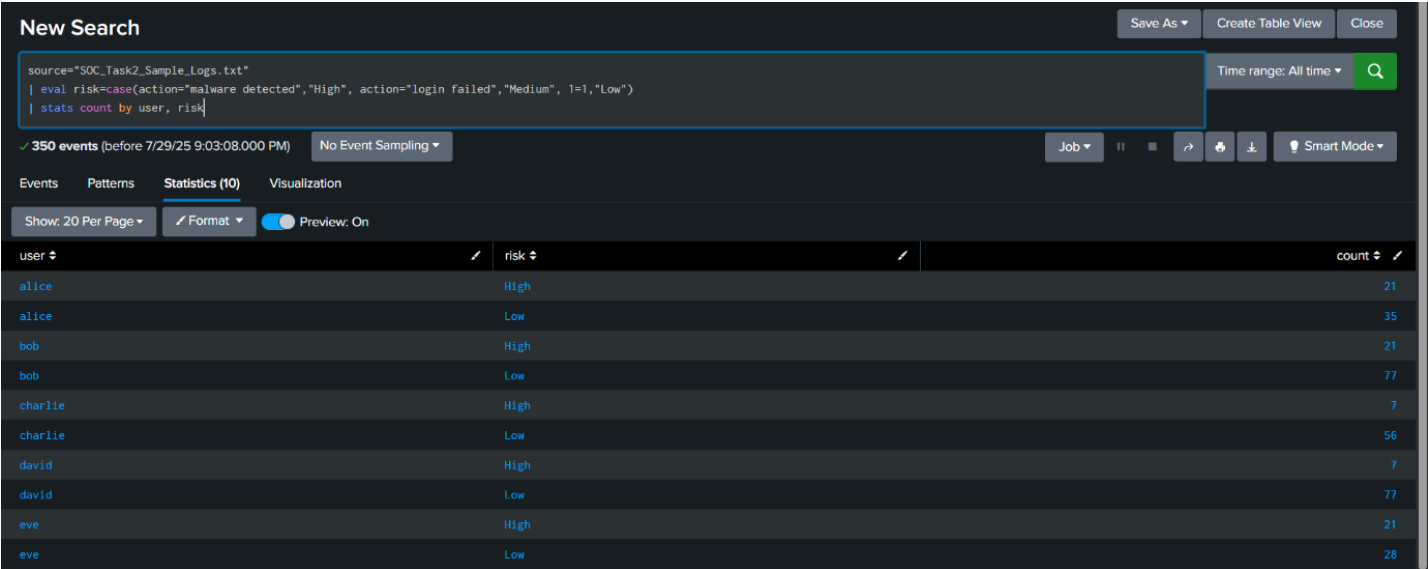 New Search
Save As
Create Table View
Close
source="SOC_Task2_Sample_Logs.txt"
| eval risk=case(action="malware detected","High", action="login failed","Medium", 1=1,"Low")
| stats count by user, risk
Time range: All time
350 events (before 7/29/25 9:03:08.000 PM)
No Event Sampling
Job
Smart Mode
Events Patterns Statistics (10) Visualization
Show: 20 Per Page
Format
Preview: On
user risk count
alice High 21
alice Low 35
bob High 21
bob Low 77
charlie High 7
charlie Low 56
david High 7
david Low 77
eve High 21
eve Low 28